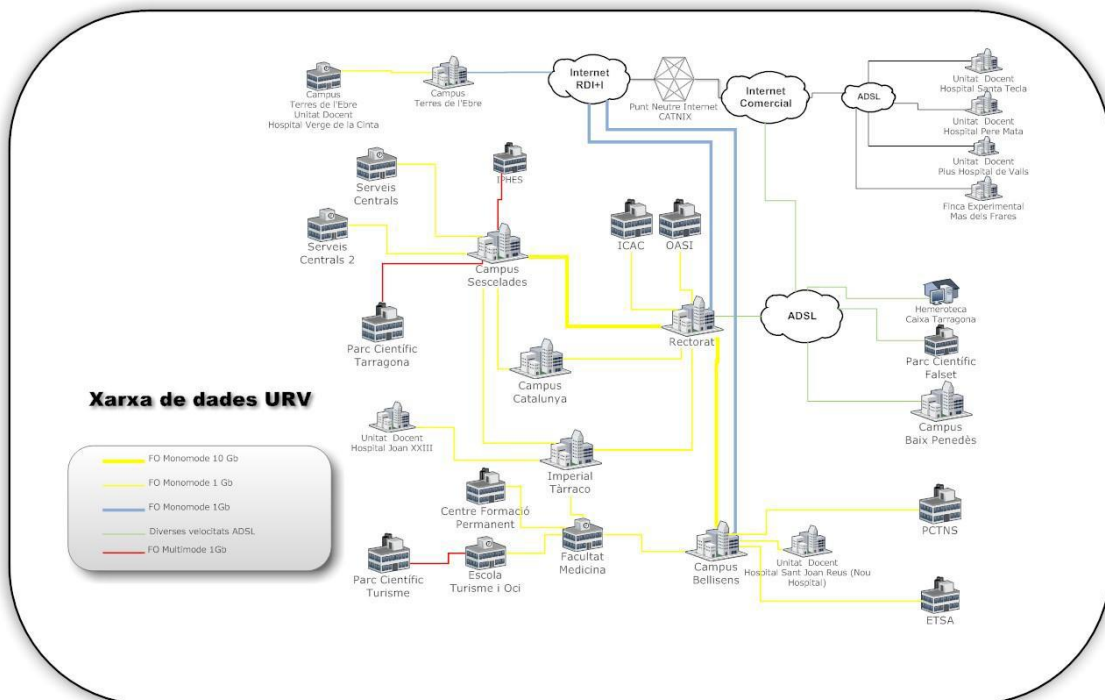 Internet
RDI+I
Punt Neutre Internet
CATNIX
Internet
Comercial
ADSL
Unitat Docent
Hospital Santa Tecla
Unitat Docent
Hospital Pere Mata
Unitat Docent
Pius Hospital de Valls
Finca Experimental
Mas dels Frares
Campus
Terres de l'Ebre
Unitat Docent
Hospital Verge de la Cinta
Campus
Terres de l'Ebre
Serveis
Centrals
IPHES
Serveis
Centrals 2
Campus
Sescelades
ICAC
OASI
Parc Científic
Tarragona
Rectorat
ADSL
Hemeroteca
Caixa Tarragona
Parc Científic
Falset
Campus
Catalunya
Campus
Baix Penedès
Xarxa de dades URV
FO Monomode 10 Gb
FO Monomode 1 Gb
FO Monomode 1Gb
Diverses velocitats ADSL
FO Multimode 1Gb
Unitat Docent
Hospital Joan XXIII
Imperial
Tàrraco
Centre Formació
Permanent
Parc Científic
Turisme
Escola
Turisme i Oci
Facultat
Medicina
Campus
Bellisens
Unitat Docent
Hospital Sant Joan Reus (Nou
Hospital)
PCTNS
ETSA